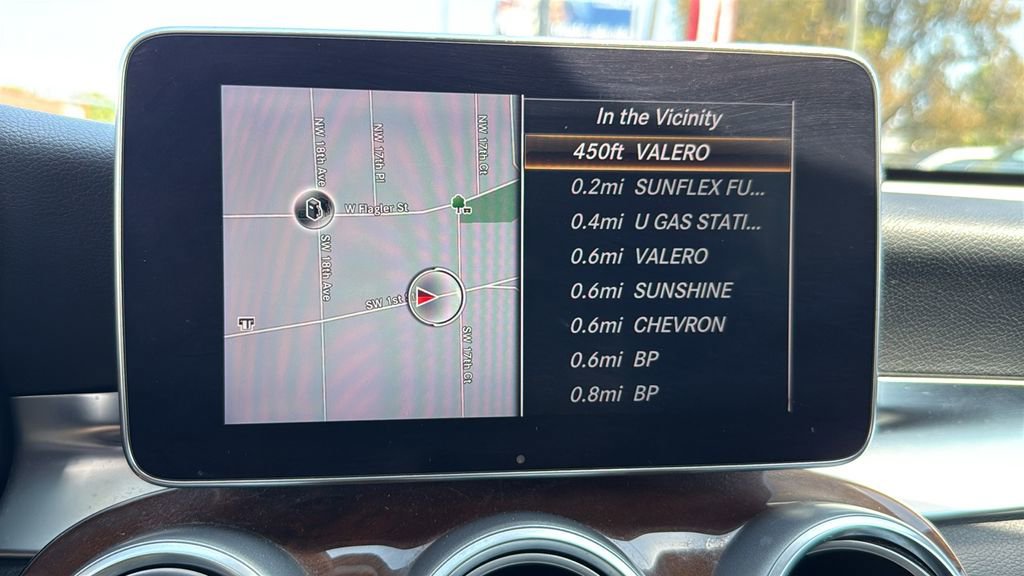 In the Vicinity
450ft VALERO
0.2mi SUNFLEX FU...
0.4mi U GAS STATI...
0.6mi VALERO
0.6mi SUNSHINE
0.6mi CHEVRON
0.6mi BP
0.8mi BP
NW 18th Ave
NW 17th Pl
NW 17th Ct
W Flagler St
SW 18th Ave
SW 1st
SW 17th Ct